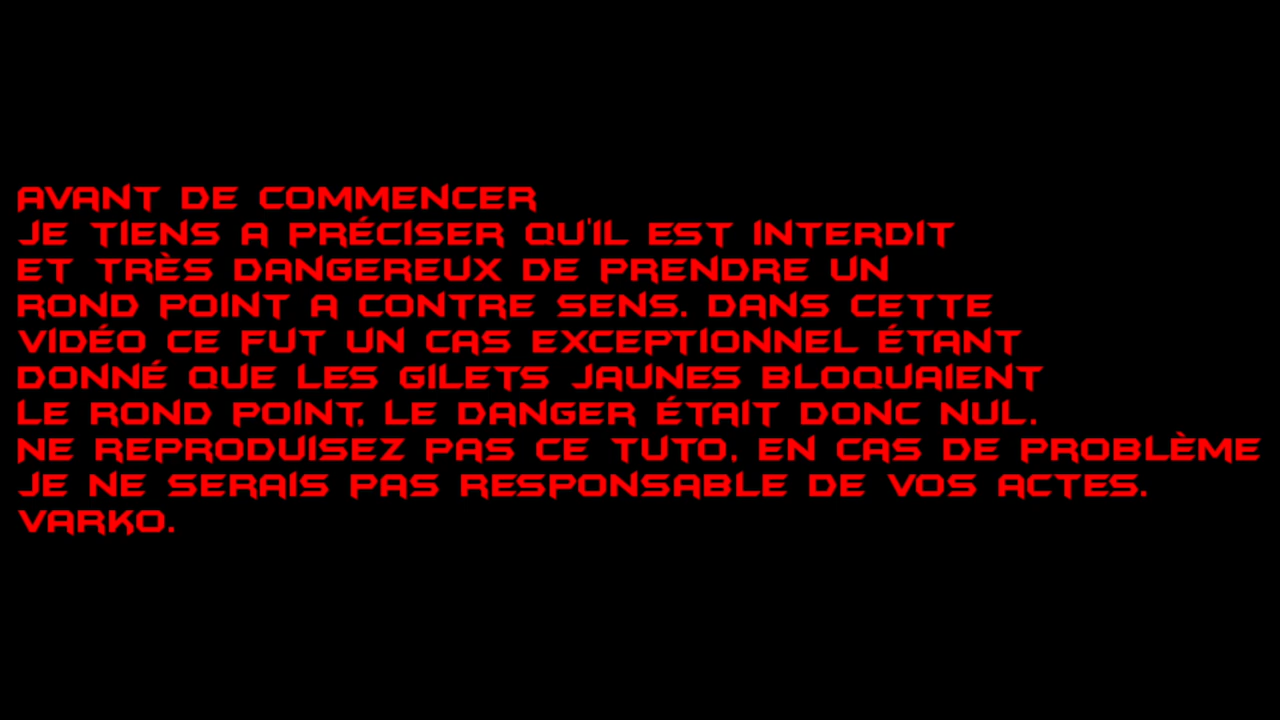 AVANT DE COMMENCER
JE TIENS A PRÉCISER QU'IL EST INTERDIT
ET TRÈS DANGEREUX DE PRENDRE UN
ROND POINT A CONTRE SENS. DANS CETTE
VIDÉO CE FUT UN CAS EXCEPTIONNEL ÉTANT
DONNÉ QUE LES GILETS JAUNES BLOQUAIENT
LE ROND POINT, LE DANGER ÉTAIT DONC NUL.
NE REPRODUISEZ PAS CE TUTO. EN CAS DE PROBLÈME
JE NE SERAIS PAS RESPONSABLE DE VOS ACTES.
VARKO.